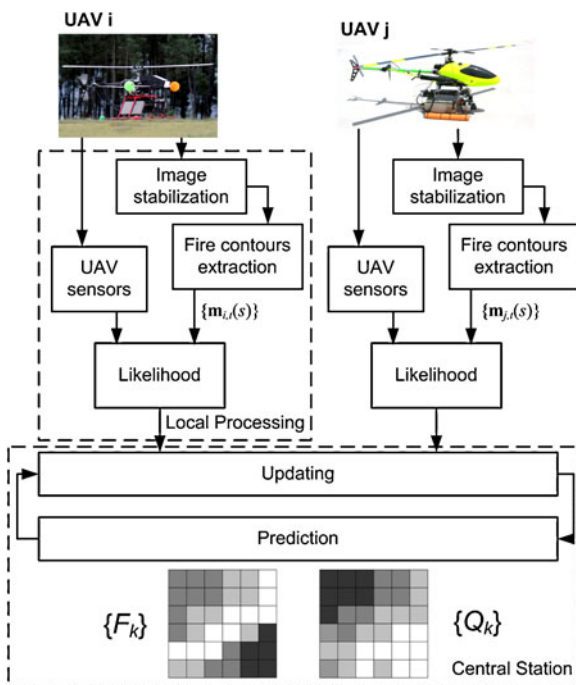 UAV i
UAV j
Image
stabilization
Image
stabilization
Fire contours
extraction
Fire contours
extraction
UAV
sensors
UAV
sensors
{m_{i,t}(s)}
{m_{j,t}(s)}
Likelihood
Likelihood
Local Processing
Updating
Prediction
{F_k}
{Q_k}
Central Station